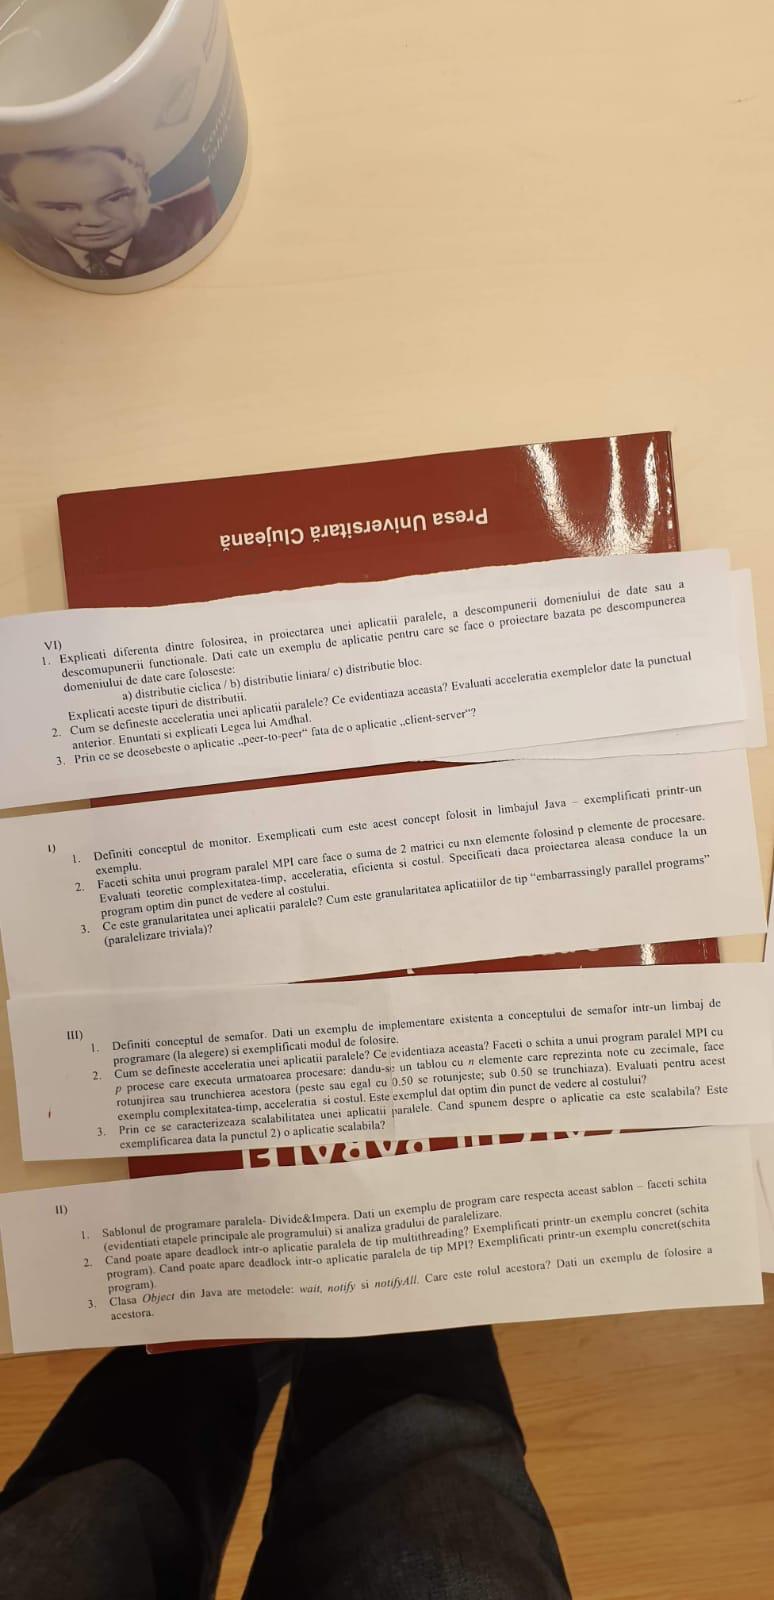 Presa Universitară Clujeană
VI)
1. Explicati diferenta dintre folosirea, in proiectarea unei aplicatii paralele, a descompunerii domeniului de date sau a
descomupunerii functionale. Dati cate un exemplu de aplicatie pentru care se face o proiectare bazata pe descompunerea
domeniului de date care foloseste:
a) distributie ciclica / b) distributie liniara/ c) distributie bloc.
Explicati aceste tipuri de distributii.
2. Cum se defineste acceleratia unei aplicatii paralele? Ce evidentiaza aceasta? Evaluati acceleratia exemplelor date la punctual
anterior. Enuntati si explicati Legea lui Amdhal.
3. Prin ce se deosebeste o aplicatie „peer-to-peer“ fata de o aplicatie „client-server“?
I)
1. Definiti conceptul de monitor. Exemplicati cum este acest concept folosit in limbajul Java – exemplificati printr-un
exemplu.
2. Faceti schita unui program paralel MPI care face o suma de 2 matrici cu nxn elemente folosind p elemente de procesare.
Evaluati teoretic complexitatea-timp, acceleratia, eficienta si costul. Specificati daca proiectarea aleasa conduce la un
program optim din punct de vedere al costului.
3. Ce este granularitatea unei aplicatii paralele? Cum este granularitatea aplicatiilor de tip “embarrassingly parallel programs”
(paralelizare triviala)?
III)
1. Definiti conceptul de semafor. Dati un exemplu de implementare existenta a conceptului de semafor intr-un limbaj de
programare (la alegere) si exemplificati modul de folosire.
2. Cum se defineste acceleratia unei aplicatii paralele? Ce evidentiaza aceasta? Faceti o schita a unui program paralel MPI cu
p procese care executa urmatoarea procesare: dandu-se un tablou cu n elemente care reprezinta note cu zecimale, face
rotunjirea sau trunchierea acestora (peste sau egal cu 0.50 se rotunjeste; sub 0.50 se trunchiaza). Evaluati pentru acest
exemplu complexitatea-timp, acceleratia si costul. Este exemplul dat optim din punct de vedere al costului?
3. Prin ce se caracterizeaza scalabilitatea unei aplicatii paralele. Cand spunem despre o aplicatie ca este scalabila? Este
exemplificarea data la punctul 2) o aplicatie scalabila?
II)
1. Sablonul de programare paralela- Divide&Impera. Dati un exemplu de program care respecta aceast sablon – faceti schita
(evidentiati etapele principale ale programului) si analiza gradului de paralelizare.
2. Cand poate apare deadlock intr-o aplicatie paralela de tip multithreading? Exemplificati printr-un exemplu concret (schita
program). Cand poate apare deadlock intr-o aplicatie paralela de tip MPI? Exemplificati printr-un exemplu concret(schita
program).
3. Clasa Object din Java are metodele: wait, notify si notifyAll. Care este rolul acestora? Dati un exemplu de folosire a
acestora.